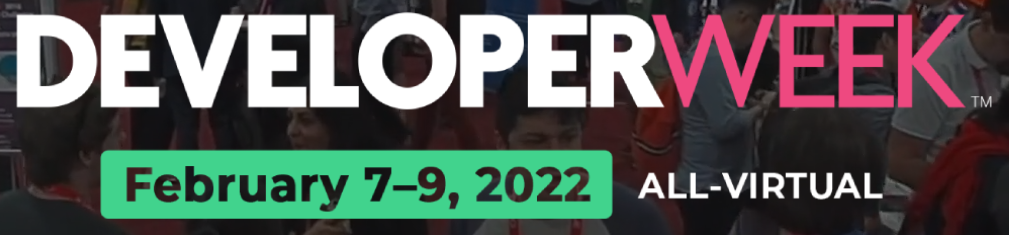 DEVELOPERWEEK™
February 7–9, 2022 ALL-VIRTUAL